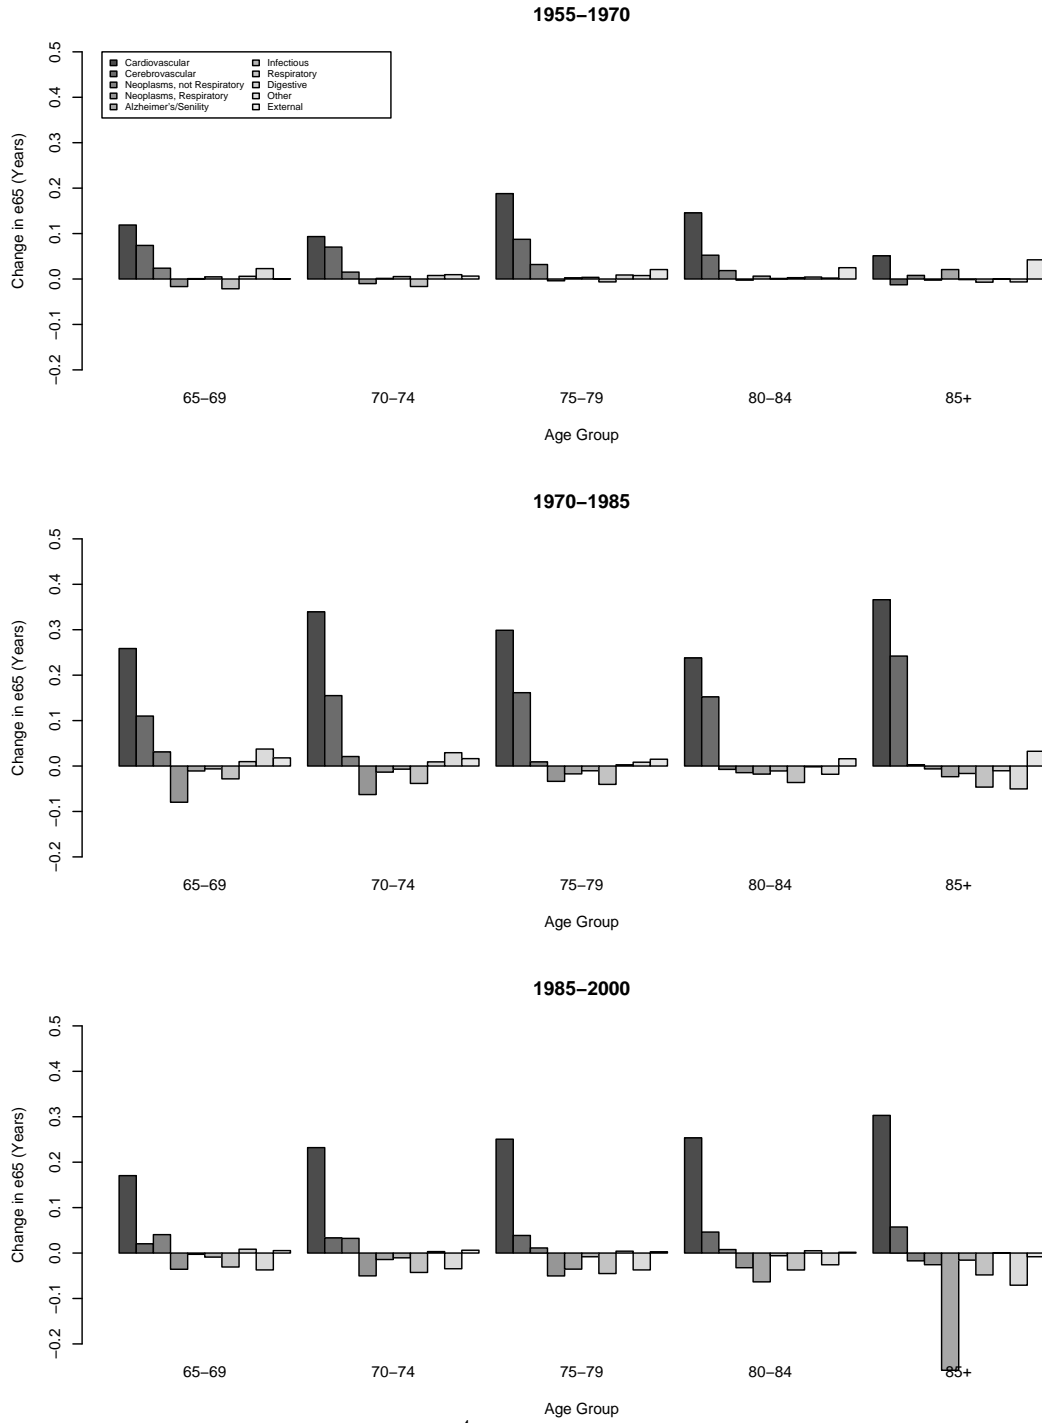 1955−1970
Change in e65 (Years)
−0.2 −0.1 0.0 0.1 0.2 0.3 0.4 0.5
Cardiovascular
Cerebrovascular
Neoplasms, not Respiratory
Neoplasms, Respiratory
Alzheimer's/Senility
Infectious
Respiratory
Digestive
Other
External
65−69 70−74 75−79 80−84 85+
Age Group
1970−1985
Change in e65 (Years)
−0.2 −0.1 0.0 0.1 0.2 0.3 0.4 0.5
65−69 70−74 75−79 80−84 85+
Age Group
1985−2000
Change in e65 (Years)
−0.2 −0.1 0.0 0.1 0.2 0.3 0.4 0.5
65−69 70−74 75−79 80−84 85+
Age Group